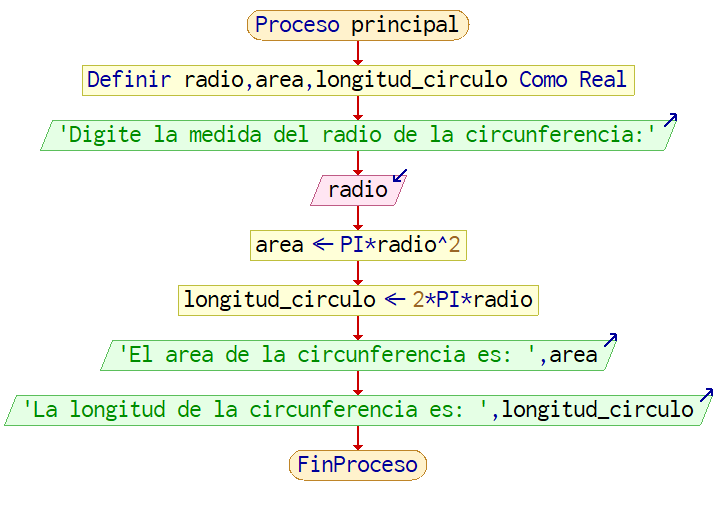 Proceso principal
Definir radio,area,longitud_circulo Como Real
'Digite la medida del radio de la circunferencia:'
radio
area ← PI*radio^2
longitud_circulo ← 2*PI*radio
'El area de la circunferencia es: ',area
'La longitud de la circunferencia es: ',longitud_circulo
FinProceso